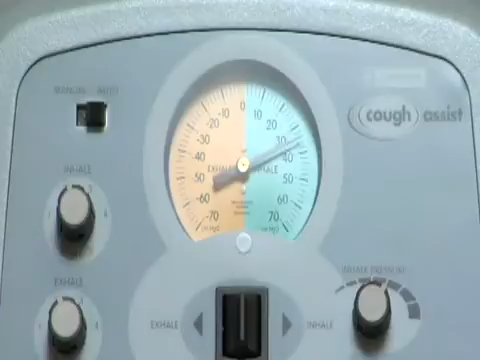 MANUAL AUTO
cough assist
0
-10 10
-20 20
-30 30
-40 40
EXHALE INHALE
-50 50
-60 60
-70 70
cm H₂O cm H₂O
INHALE
EXHALE
INHALE PRESSURE
EXHALE INHALE